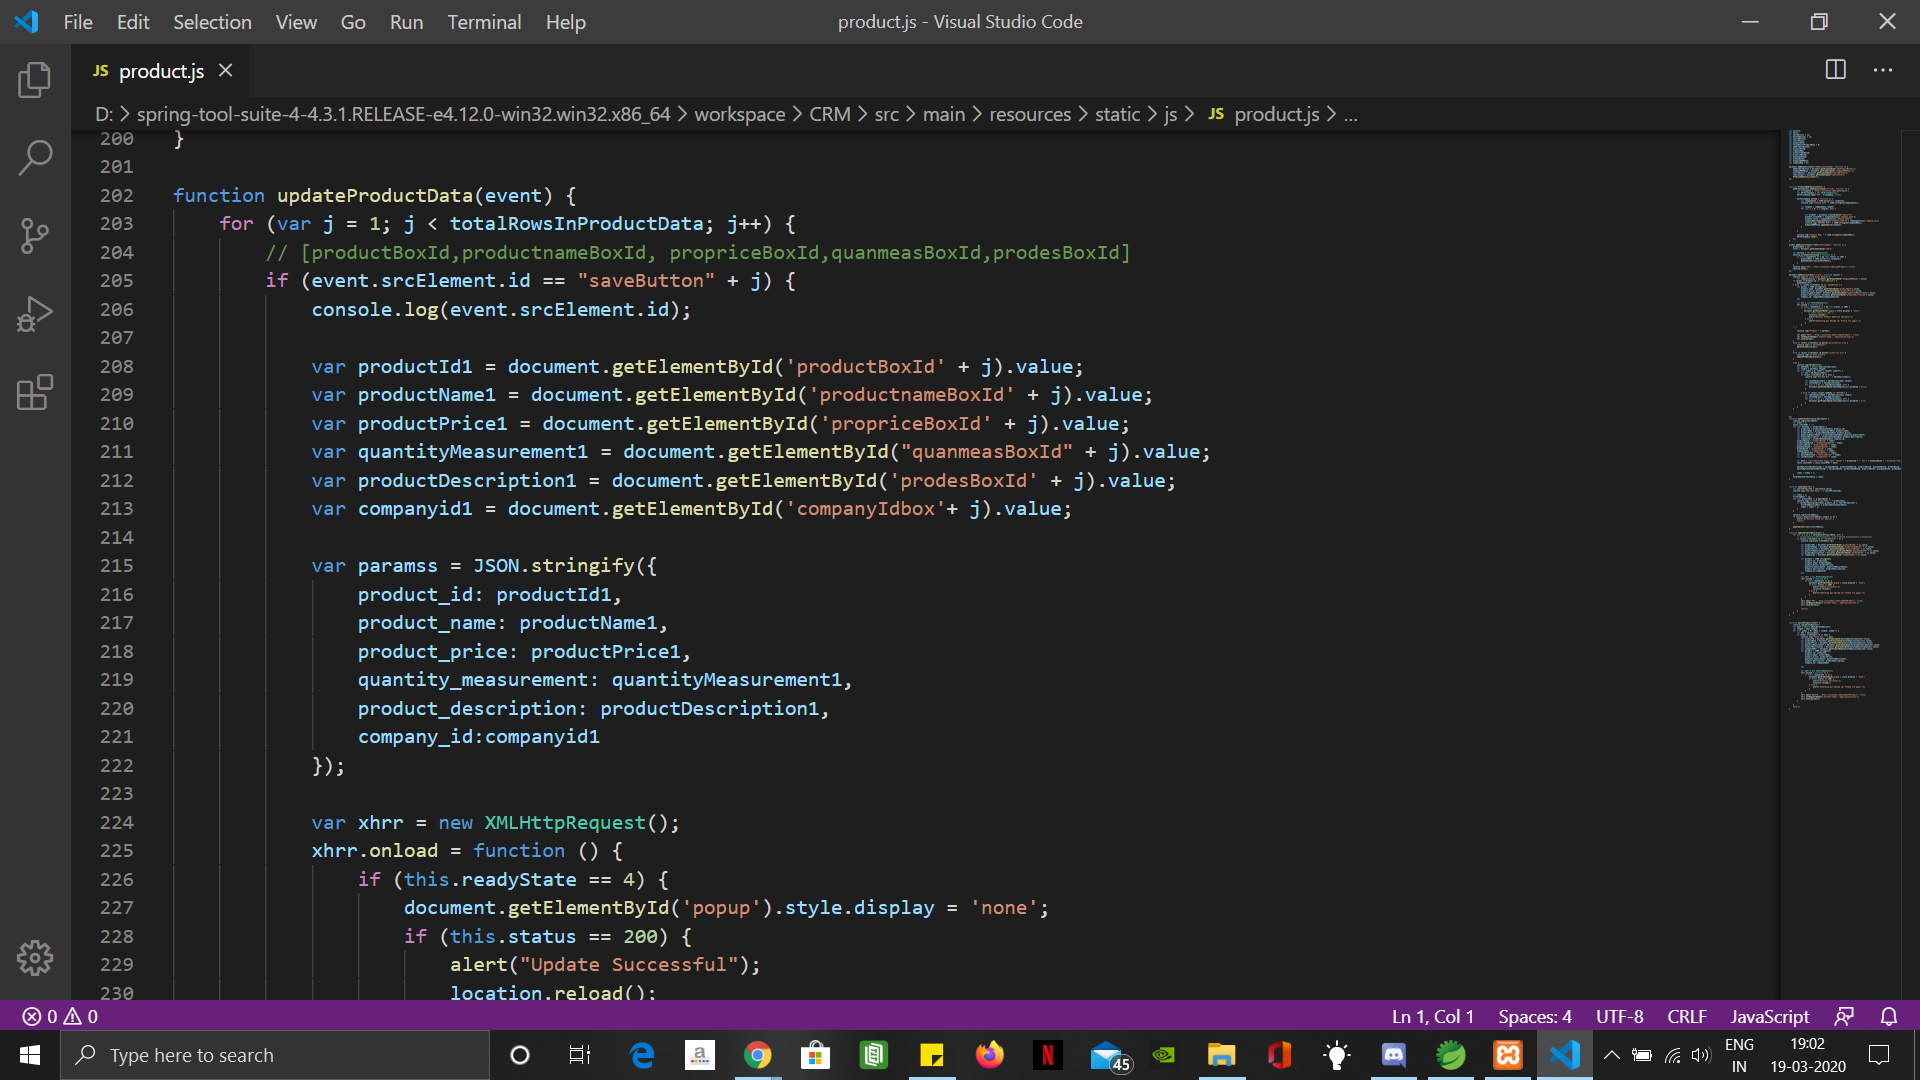 File Edit Selection View Go Run Terminal Help product.js - Visual Studio Code
JS product.js
D: > spring-tool-suite-4-4.3.1.RELEASE-e4.12.0-win32.win32.x86_64 > workspace > CRM > src > main > resources > static > js > JS product.js > ...
200 }
201
202 function updateProductData(event) {
203 for (var j = 1; j < totalRowsInProductData; j++) {
204 // [productBoxId,productnameBoxId, propriceBoxId,quanmeasBoxId,prodesBoxId]
205 if (event.srcElement.id == "saveButton" + j) {
206 console.log(event.srcElement.id);
207
208 var productId1 = document.getElementById('productBoxId' + j).value;
209 var productName1 = document.getElementById('productnameBoxId' + j).value;
210 var productPrice1 = document.getElementById('propriceBoxId' + j).value;
211 var quantityMeasurement1 = document.getElementById("quanmeasBoxId" + j).value;
212 var productDescription1 = document.getElementById('prodesBoxId' + j).value;
213 var companyid1 = document.getElementById('companyIdbox'+ j).value;
214
215 var paramss = JSON.stringify({
216 product_id: productId1,
217 product_name: productName1,
218 product_price: productPrice1,
219 quantity_measurement: quantityMeasurement1,
220 product_description: productDescription1,
221 company_id:companyid1
222 });
223
224 var xhrr = new XMLHttpRequest();
225 xhrr.onload = function () {
226 if (this.readyState == 4) {
227 document.getElementById('popup').style.display = 'none';
228 if (this.status == 200) {
229 alert("Update Successful");
230 location.reload();
0 0 Ln 1, Col 1 Spaces: 4 UTF-8 CRLF JavaScript
Type here to search 45 ENG 19:02
IN 19-03-2020